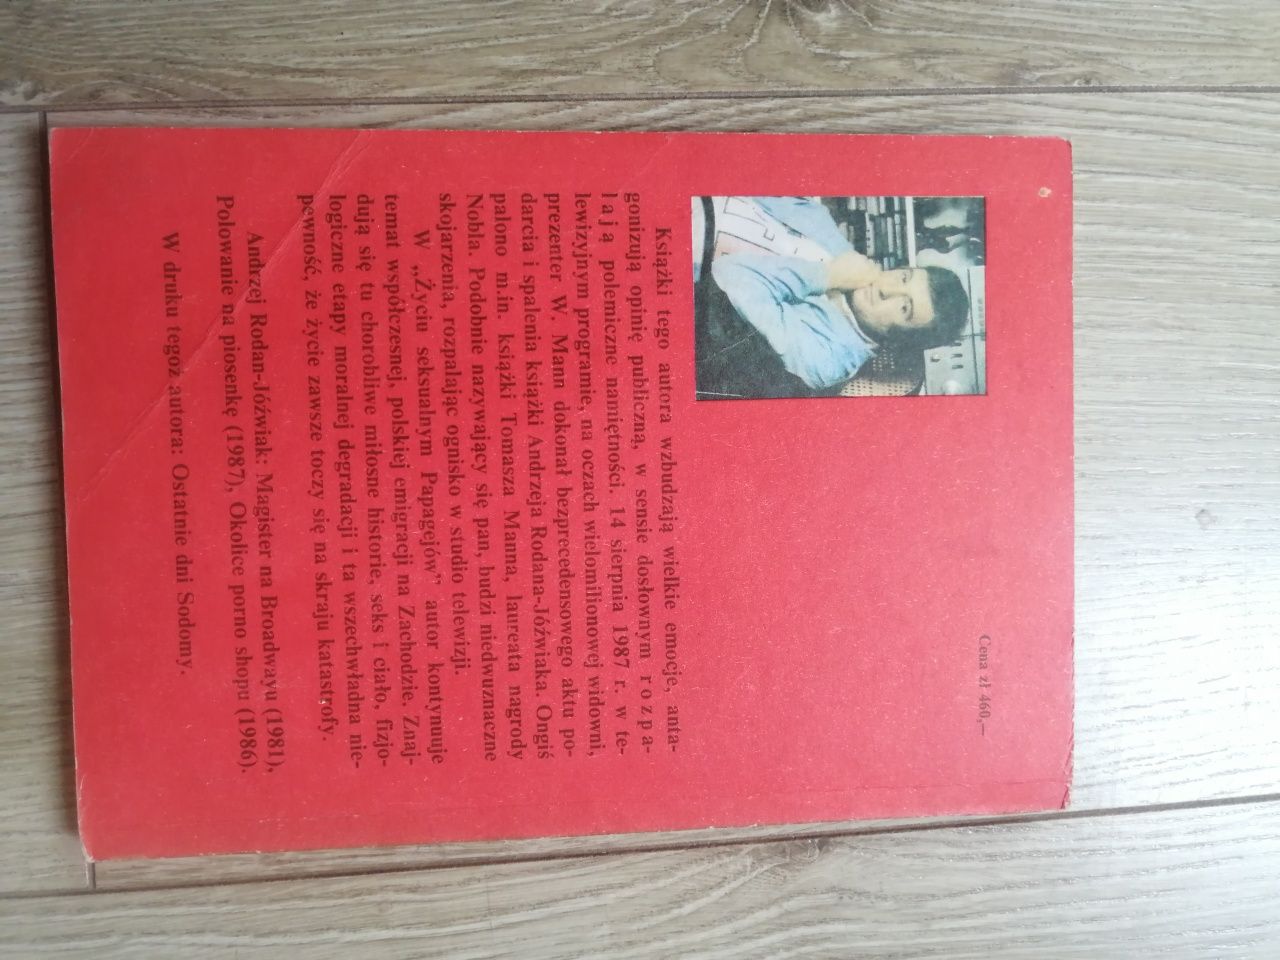 Cena zł 460,—
Książki tego autora wzbudzają wielkie emocje, anta-
gonizują opinię publiczną, w sensie dosłownym r o z p a-
l a j ą polemiczne namiętności. 14 sierpnia 1987 r. w te-
lewizyjnym programie, na oczach wielomilionowej widowni,
prezenter W. Mann dokonał bezprecedensowego aktu po-
darcia i spalenia książki Andrzeja Rodana-Jóźwiaka. Ongiś
palono m.in. książki Tomasza Manna, laureata nagrody
Nobla. Podobnie nazywający się pan, budzi niedwuznaczne
skojarzenia, rozpalając ognisko w studio telewizji.
W „Życiu seksualnym Papagejów” autor kontynuuje
temat współczesnej, polskiej emigracji na Zachodzie. Znaj-
dują się tu chorobliwe miłosne historie, seks i ciało, fizjo-
logiczne etapy moralnej degradacji i ta wszechwładna nie-
pewność, że życie zawsze toczy się na skraju katastrofy.
Andrzej Rodan-Jóźwiak: Magister na Broadwayu (1981),
Polowanie na piosenkę (1987), Okolice porno shopu (1986).
W druku tegoż autora: Ostatnie dni Sodomy.